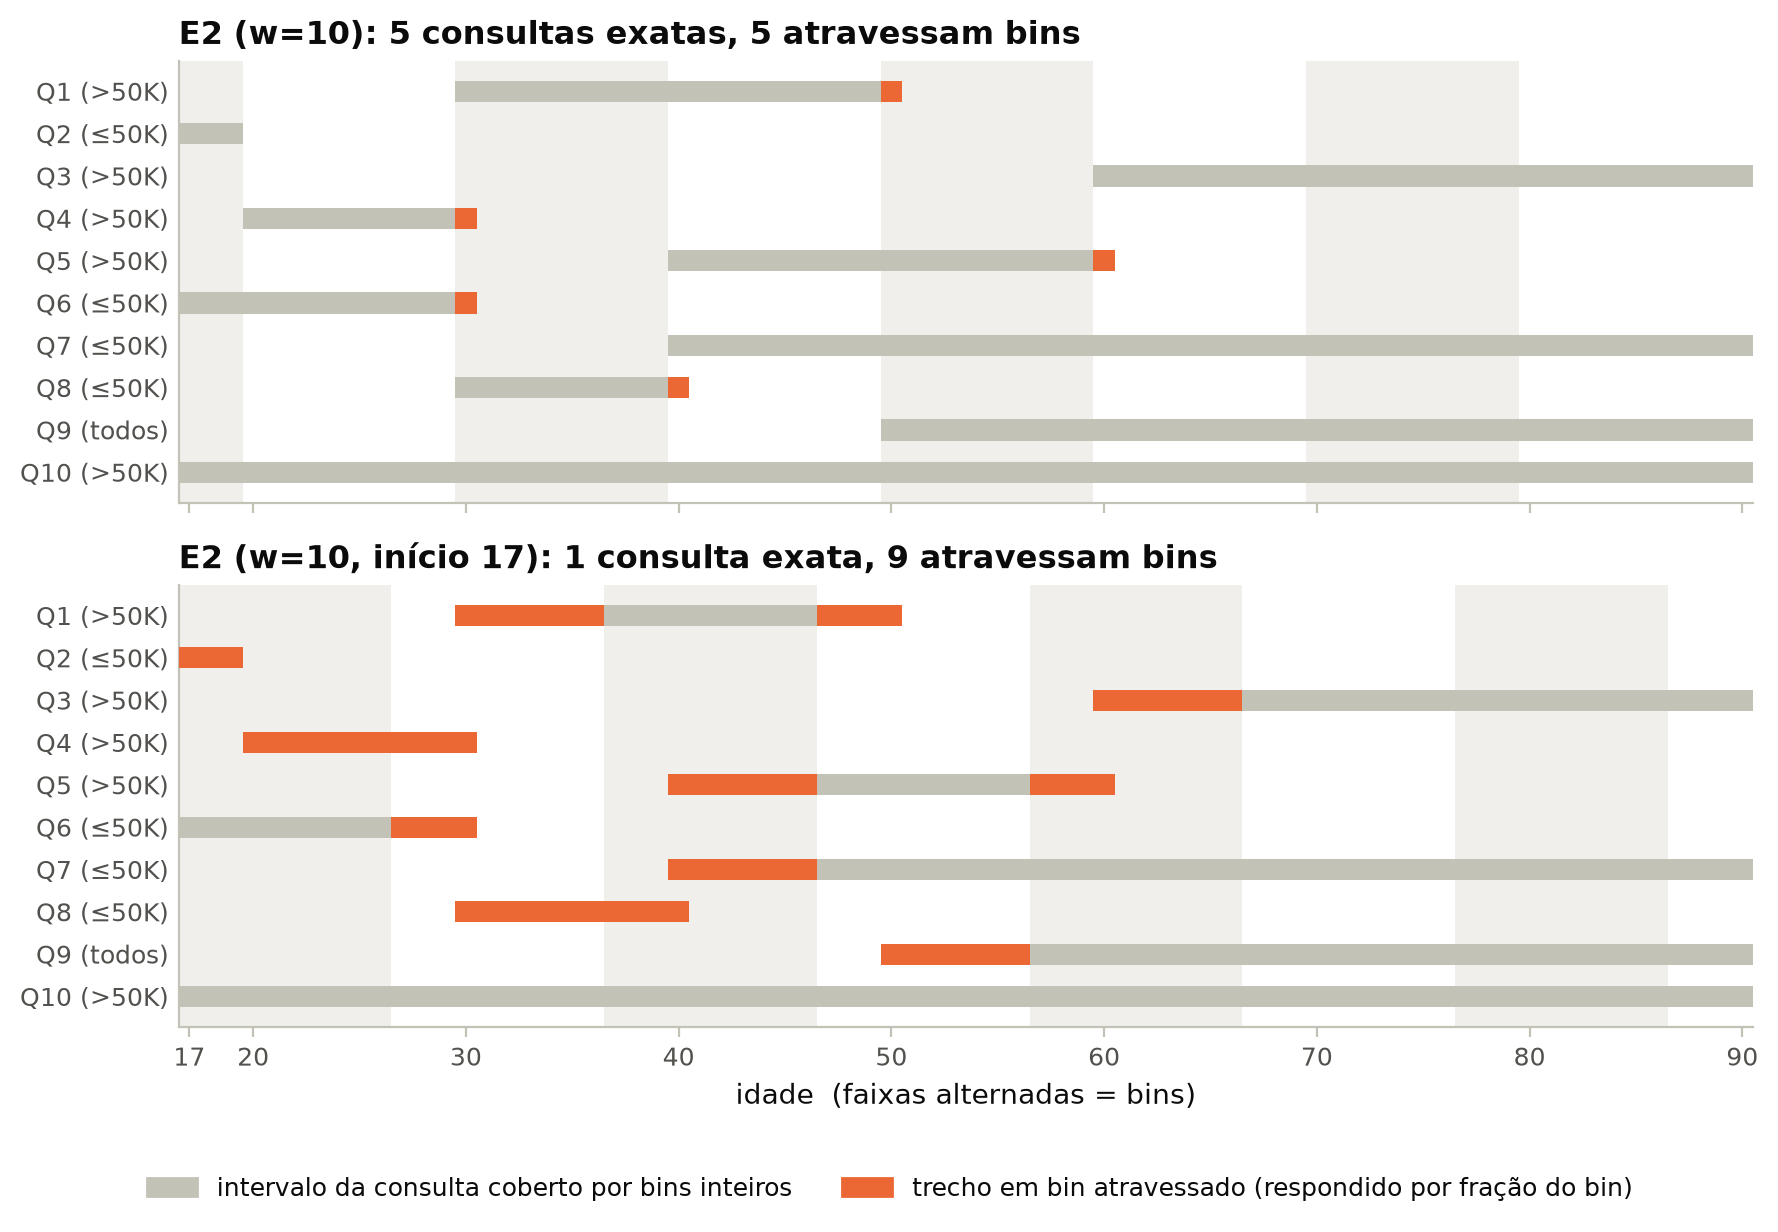 E2 (w=10): 5 consultas exatas, 5 atravessam bins
Q1 (>50K)
Q2 (≤50K)
Q3 (>50K)
Q4 (>50K)
Q5 (>50K)
Q6 (≤50K)
Q7 (≤50K)
Q8 (≤50K)
Q9 (todos)
Q10 (>50K)
E2 (w=10, início 17): 1 consulta exata, 9 atravessam bins
Q1 (>50K)
Q2 (≤50K)
Q3 (>50K)
Q4 (>50K)
Q5 (>50K)
Q6 (≤50K)
Q7 (≤50K)
Q8 (≤50K)
Q9 (todos)
Q10 (>50K)
17 20 30 40 50 60 70 80 90
idade  (faixas alternadas = bins)
intervalo da consulta coberto por bins inteiros
trecho em bin atravessado (respondido por fração do bin)